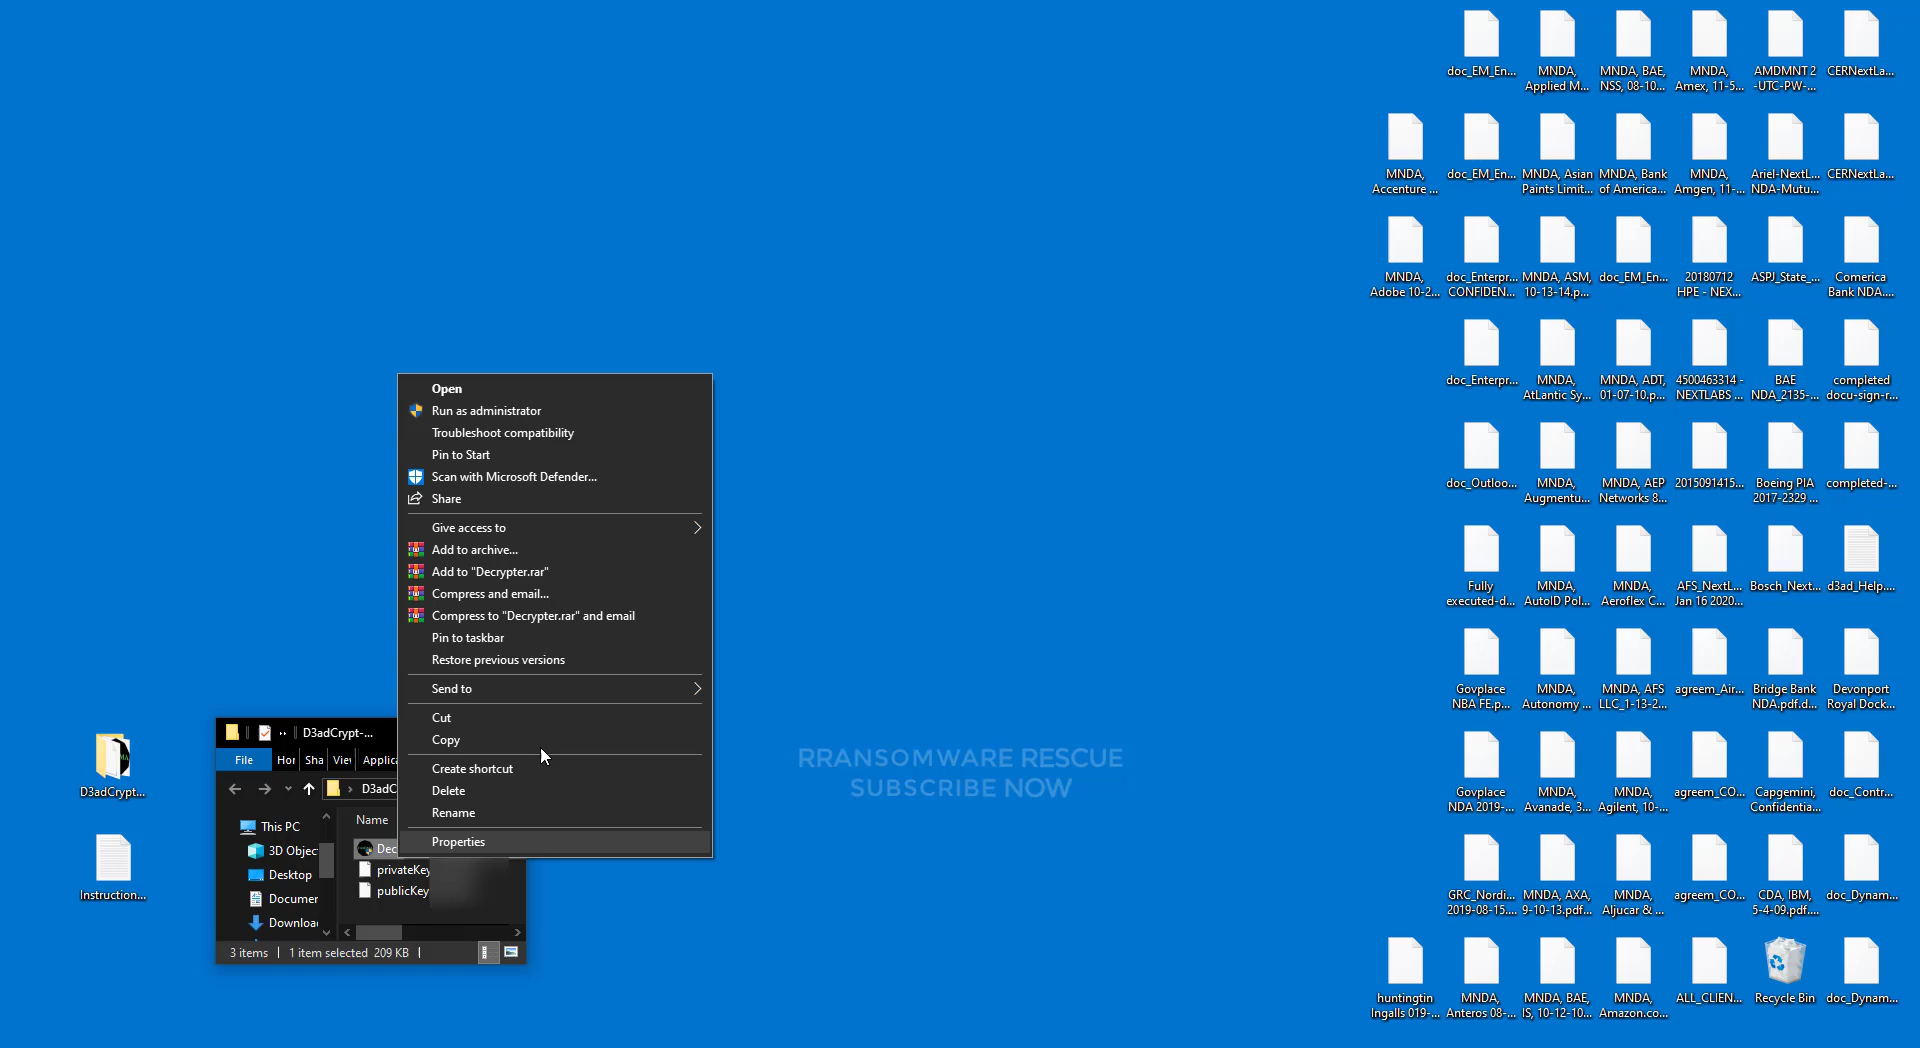 doc_EM_En...
MNDA,
Applied M...
MNDA, BAE,
NSS, 08-10...
MNDA,
Amex, 11-5...
AMDMNT 2
-UTC-PW-...
CERNextLa...
MNDA,
Accenture ...
doc_EM_En...
MNDA, Asian
Paints Limit...
MNDA, Bank
of America...
MNDA,
Amgen, 11-...
Ariel-NextL...
NDA-Mutu...
CERNextLa...
MNDA,
Adobe 10-2...
doc_Enterpr...
CONFIDEN...
MNDA, ASM,
10-13-14.p...
doc_EM_En...
20180712
HPE - NEX...
ASPJ_State_...
Comerica
Bank NDA....
doc_Enterpr...
MNDA,
AtLantic Sy...
MNDA, ADT,
01-07-10.p...
4500463314 -
NEXTLABS ...
BAE
NDA_2135-...
completed
docu-sign-r...
doc_Outloo...
MNDA,
Augmentu...
MNDA, AEP
Networks 8...
2015091415...
Boeing PIA
2017-2329 ...
completed-...
Fully
executed-d...
MNDA,
AutoID Pol...
MNDA,
Aeroflex C...
AFS_NextL...
Jan 16 2020...
Bosch_Next...
d3ad_Help....
Govplace
NBA FE.p...
MNDA,
Autonomy ...
MNDA, AFS
LLC_1-13-2...
agreem_Air...
Bridge Bank
NDA.pdf.d...
Devonport
Royal Dock...
Govplace
NDA 2019-...
MNDA,
Avanade, 3...
MNDA,
Agilent, 10-...
agreem_CO...
Capgemini,
Confidentia...
doc_Contr...
GRC_Nordi...
2019-08-15....
MNDA, AXA,
9-10-13.pdf...
MNDA,
Aljucar & ...
agreem_CO...
CDA, IBM,
5-4-09.pdf....
doc_Dynam...
huntingtin
Ingalls 019-...
MNDA,
Anteros 08-...
MNDA, BAE,
IS, 10-12-10...
MNDA,
Amazon.co...
ALL_CLIEN...
Recycle Bin
doc_Dynam...
Open
Run as administrator
Troubleshoot compatibility
Pin to Start
Scan with Microsoft Defender...
Share
Give access to
Add to archive...
Add to "Decrypter.rar"
Compress and email...
Compress to "Decrypter.rar" and email
Pin to taskbar
Restore previous versions
Send to
Cut
Copy
Create shortcut
Delete
Rename
Properties
D3adCrypt...
Instruction...
D3adCrypt-...
File Hor Sha Viev Applica
D3adC
This PC
3D Objec
Desktop
Documen
Downloa
Name
Dec
privateKey
publicKey
3 items 1 item selected 209 KB
RRANSOMWARE RESCUE
SUBSCRIBE NOW